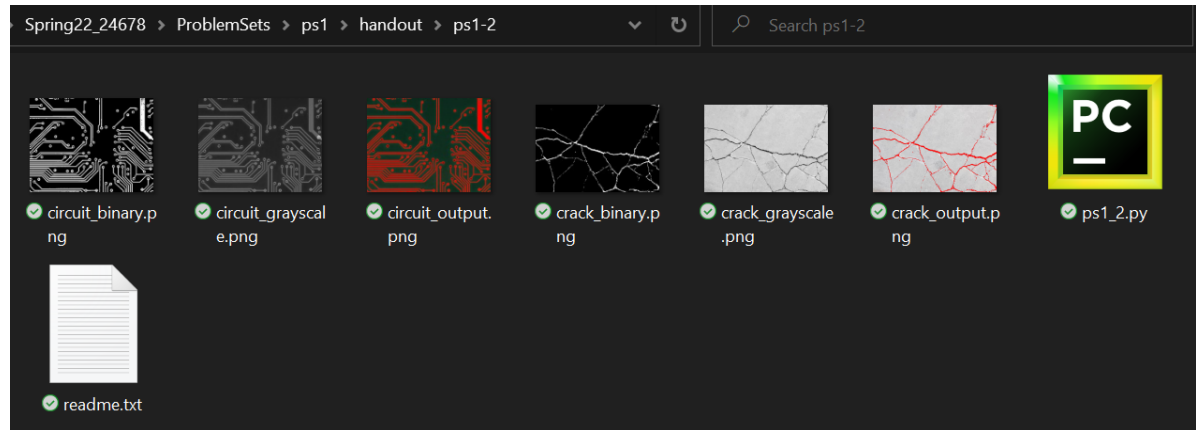 Spring22_24678 > ProblemSets > ps1 > handout > ps1-2
Search ps1-2
PC
circuit_binary.p
ng
circuit_grayscal
e.png
circuit_output.
png
crack_binary.p
ng
crack_grayscale
.png
crack_output.p
ng
ps1_2.py
readme.txt